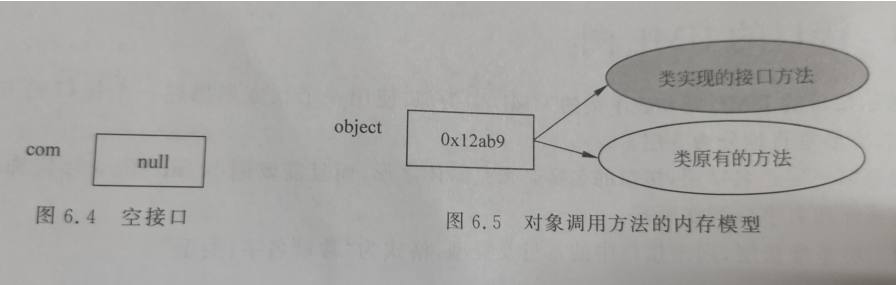 com
null
图 6.4 空接口
object
0x12ab9
类实现的接口方法
类原有的方法
图 6.5 对象调用方法的内存模型